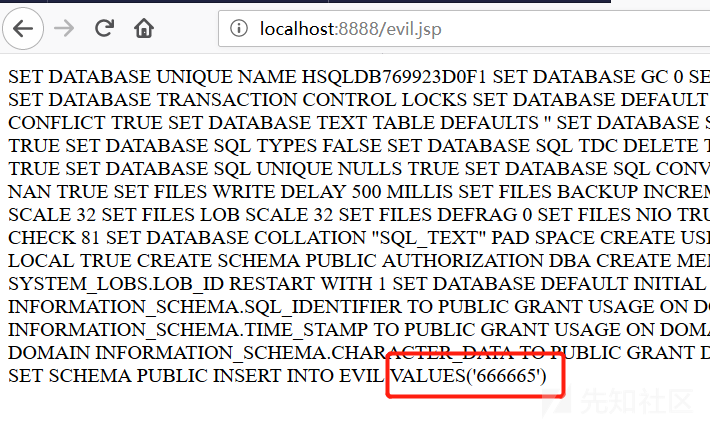 localhost:8888/evil.jsp
SET DATABASE UNIQUE NAME HSQLDB769923D0F1 SET DATABASE GC 0 SE
SET DATABASE TRANSACTION CONTROL LOCKS SET DATABASE DEFAULT
CONFLICT TRUE SET DATABASE TEXT TABLE DEFAULTS '' SET DATABASE S
TRUE SET DATABASE SQL TYPES FALSE SET DATABASE SQL TDC DELETE T
TRUE SET DATABASE SQL UNIQUE NULLS TRUE SET DATABASE SQL CONV
NAN TRUE SET FILES WRITE DELAY 500 MILLIS SET FILES BACKUP INCREM
SCALE 32 SET FILES LOB SCALE 32 SET FILES DEFRAG 0 SET FILES NIO TRU
CHECK 81 SET DATABASE COLLATION "SQL_TEXT" PAD SPACE CREATE USE
LOCAL TRUE CREATE SCHEMA PUBLIC AUTHORIZATION DBA CREATE MEM
SYSTEM_LOBS.LOB_ID RESTART WITH 1 SET DATABASE DEFAULT INITIAL
INFORMATION_SCHEMA.SQL_IDENTIFIER TO PUBLIC GRANT USAGE ON DO
INFORMATION_SCHEMA.TIME_STAMP TO PUBLIC GRANT USAGE ON DOMA
DOMAIN INFORMATION_SCHEMA.CHARACTER_DATA TO PUBLIC GRANT D
SET SCHEMA PUBLIC INSERT INTO EVIL VALUES('666665')
先知社区